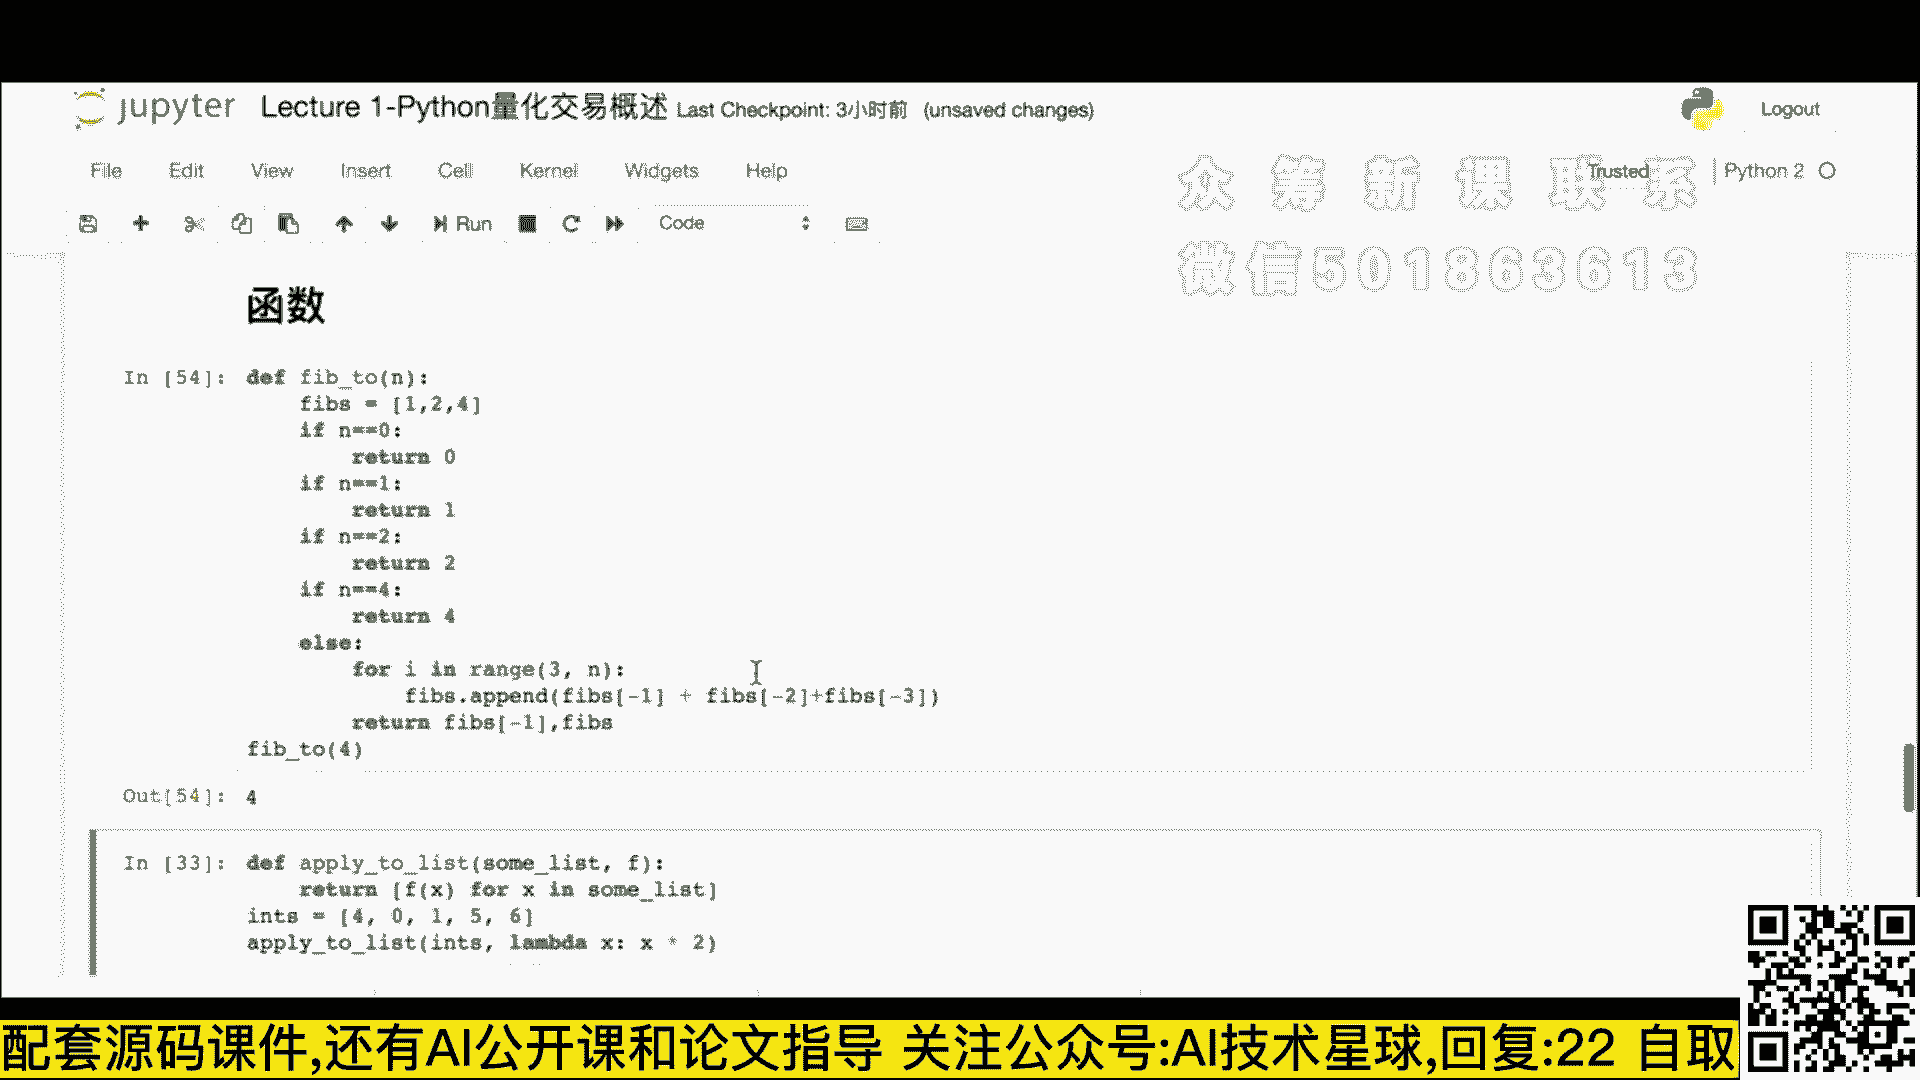 jupyter Lecture 1-Python量化交易概述 Last Checkpoint: 3小时前 (unsaved changes) Logout
File Edit View Insert Cell Kernel Widgets Help Trusted Python 2
众筹新课联系
Run Code
微信501863613
函数
In [54]: def fib_to(n):
fibs = [1,2,4]
if n==0:
return 0
if n==1:
return 1
if n==2:
return 2
if n==4:
return 4
else:
for i in range(3, n):
fibs.append(fibs[-1] + fibs[-2]+fibs[-3])
return fibs[-1],fibs
fib_to(4)
Out[54]: 4
In [33]: def apply_to_list(some_list, f):
return [f(x) for x in some_list]
ints = [4, 0, 1, 5, 6]
apply_to_list(ints, lambda x: x * 2)
配套源码课件,还有AI公开课和论文指导 关注公众号:AI技术星球,回复:22 自取